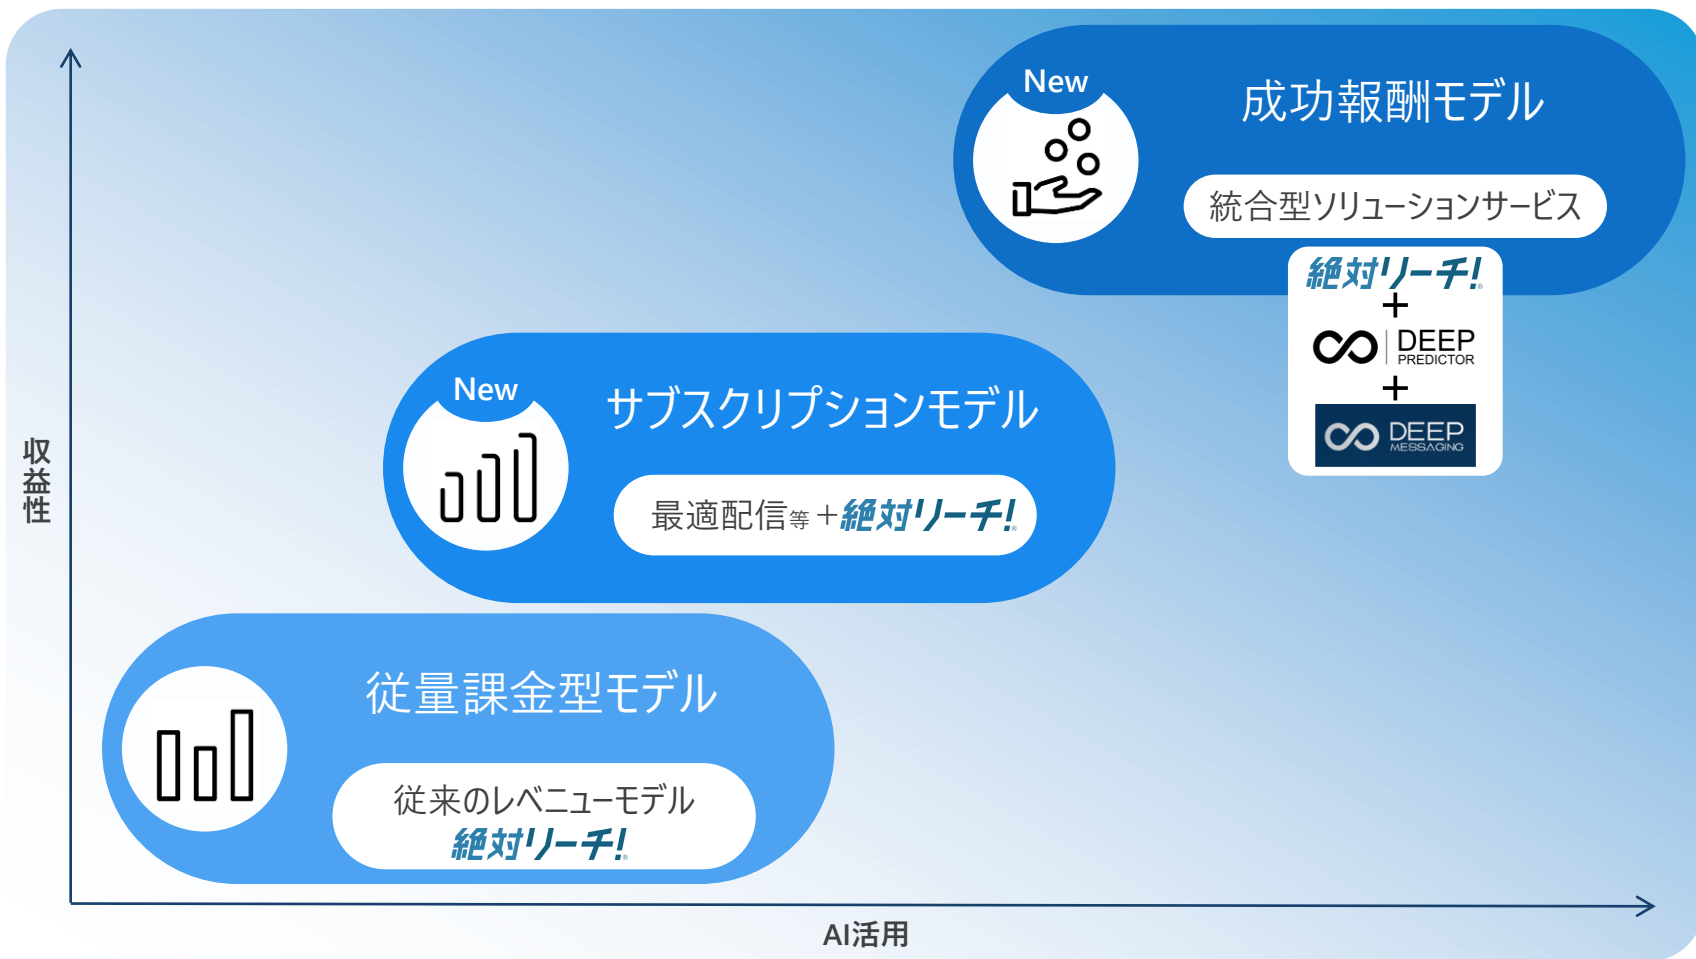 New
成功報酬モデル
統合型ソリューションサービス
絶対リーチ!®
+
DEEP
PREDICTOR
+
DEEP
MESSAGING
New
サブスクリプションモデル
最適配信等+絶対リーチ!®
従量課金型モデル
従来のレベニューモデル
絶対リーチ!®
収益性
AI活用